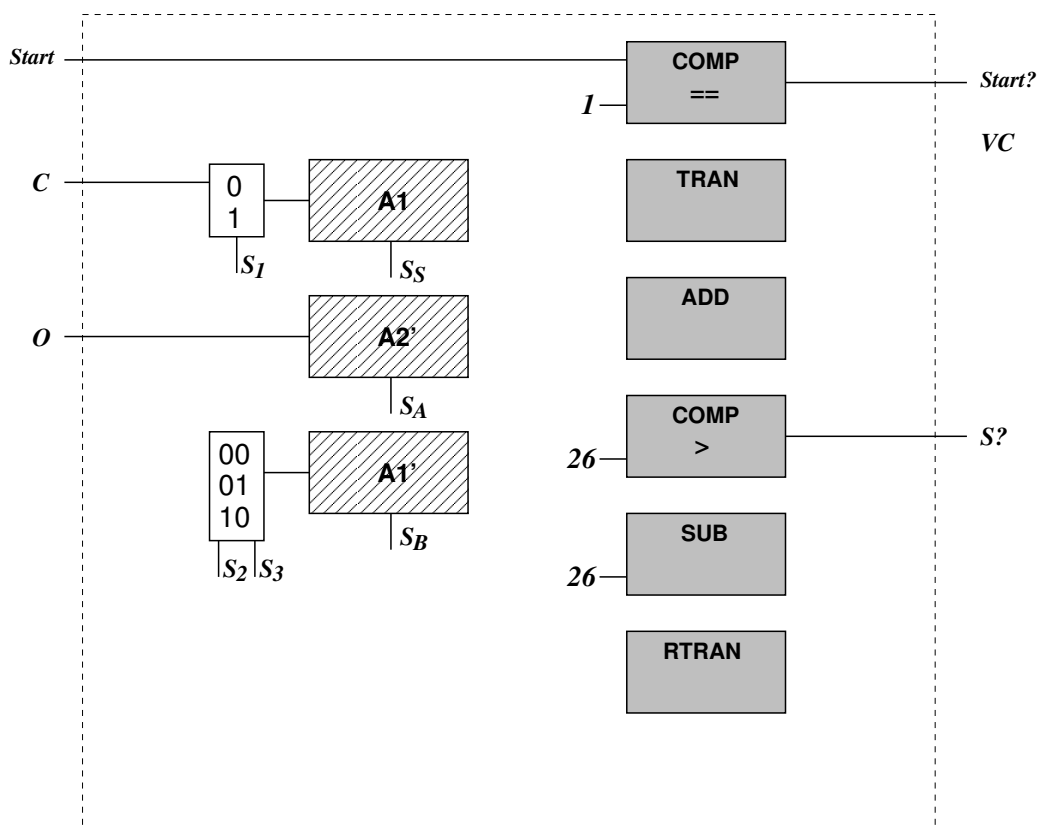 Start
COMP
==
1
Start?
VC
C
0
1
A1
TRAN
S1
SS
O
A2'
ADD
SA
00
01
10
A1'
COMP
>
26
S?
SB
S2 S3
SUB
26
RTRAN